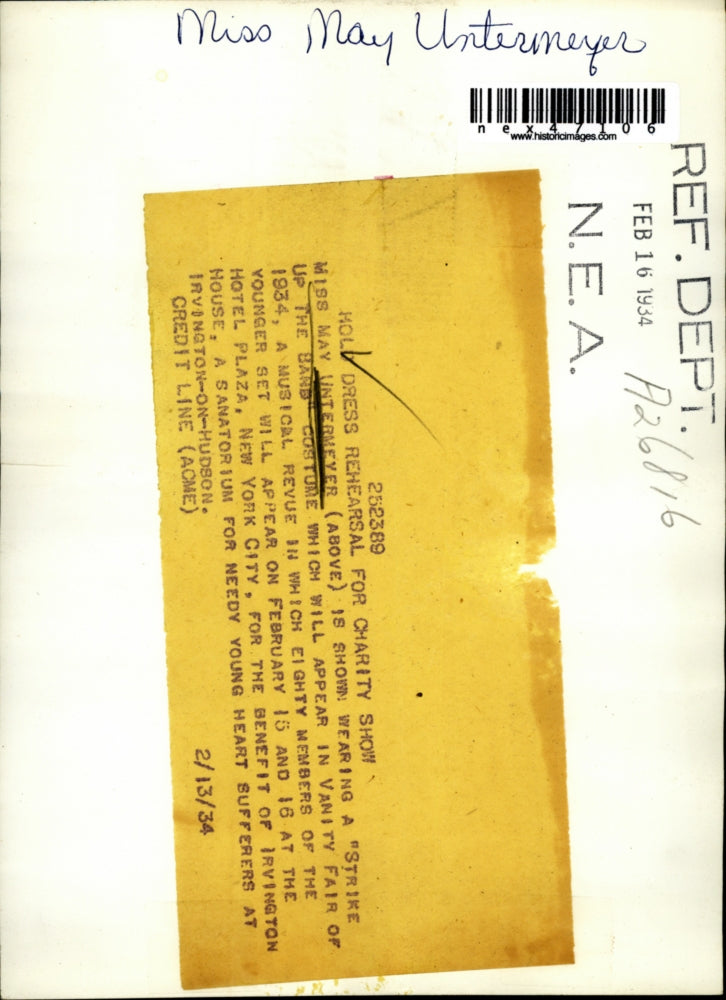 Miss May Untermeyer
nex47106
www.historicimages.com
REF. DEPT.
FEB 16 1934
N.E.A.
A26816
252389
HOLD DRESS REHEARSAL FOR CHARITY SHOW
MISS MAY UNTERMEYER (ABOVE) IS SHOWN WEARING A "STRIKE
UP THE BAND" COSTUME WHICH WILL APPEAR IN VANITY FAIR OF
1934, A MUSICAL REVUE IN WHICH EIGHTY MEMBERS OF THE
YOUNGER SET WILL APPEAR ON FEBRUARY 15 AND 16 AT THE
HOTEL PLAZA, NEW YORK CITY, FOR THE BENEFIT OF IRVINGTON
HOUSE, A SANATORIUM FOR NEEDY YOUNG HEART SUFFERERS AT
IRVINGTON-ON-HUDSON.
CREDIT LINE (ACME) 2/13/34